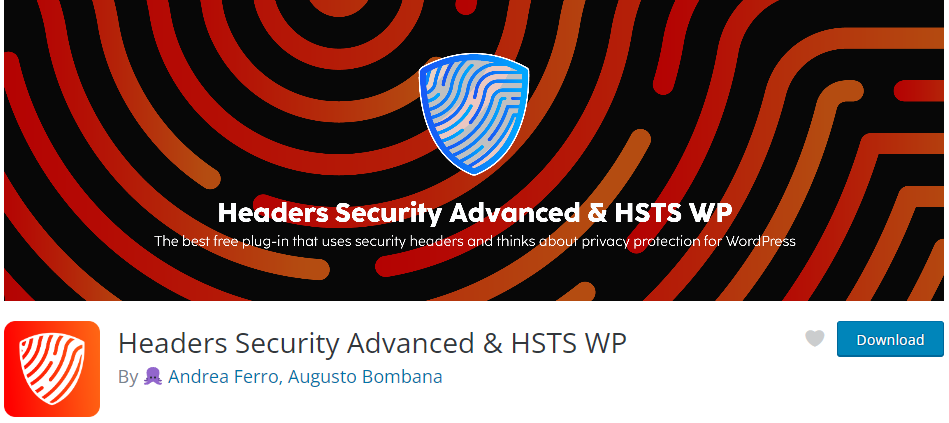 Headers Security Advanced & HSTS WP
The best free plug-in that uses security headers and thinks about privacy protection for WordPress
Headers Security Advanced & HSTS WP
Download
By Andrea Ferro, Augusto Bombana